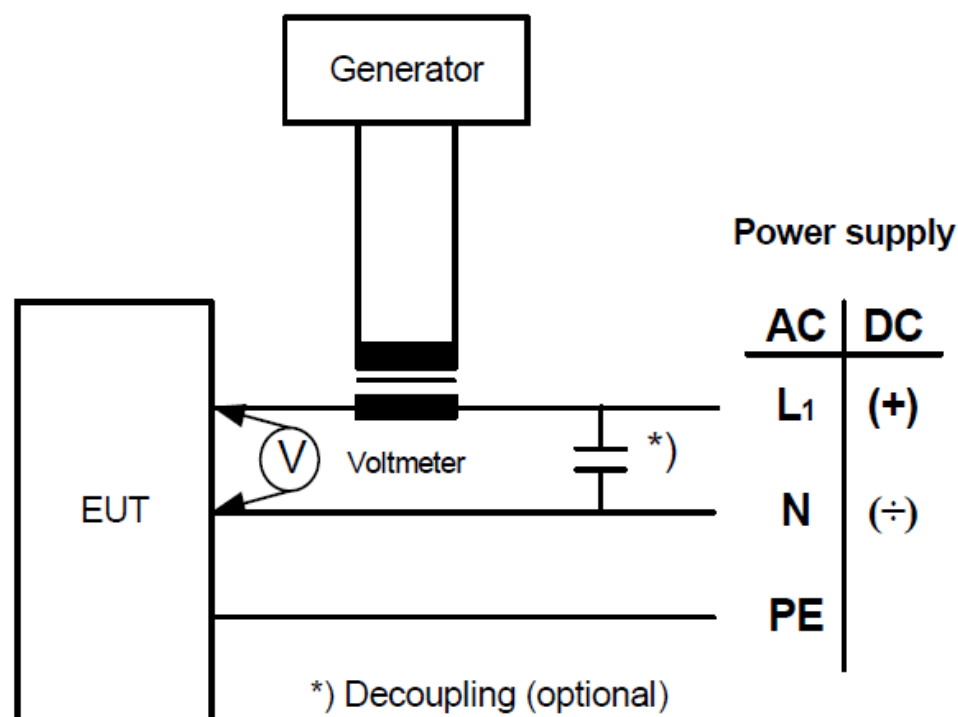 Generator
Power supply
AC DC
L1 (+)
*)
V Voltmeter
EUT
N (÷)
PE
*) Decoupling (optional)